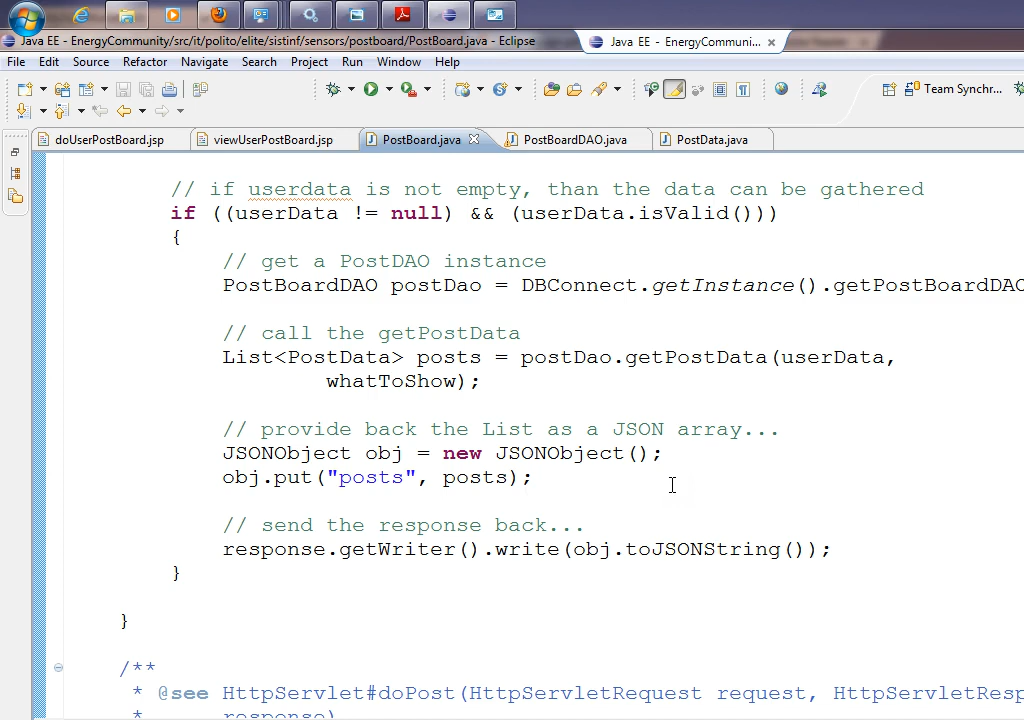 Java EE - EnergyCommunity/src/it/polito/elite/sistinf/sensors/postboard/PostBoard.java - Eclipse
Java EE - EnergyCommuni...
File Edit Source Refactor Navigate Search Project Run Window Help
Team Synchr...
doUserPostBoard.jsp viewUserPostBoard.jsp PostBoard.java PostBoardDAO.java PostData.java
// if userdata is not empty, than the data can be gathered
if ((userData != null) && (userData.isValid()))
{
// get a PostDAO instance
PostBoardDAO postDao = DBConnect.getInstance().getPostBoardDAO
// call the getPostData
List<PostData> posts = postDao.getPostData(userData,
whatToShow);
// provide back the List as a JSON array...
JSONObject obj = new JSONObject();
obj.put("posts", posts);
// send the response back...
response.getWriter().write(obj.toJSONString());
}
}
/**
* @see HttpServlet#doPost(HttpServletRequest request, HttpServletResp
* response)